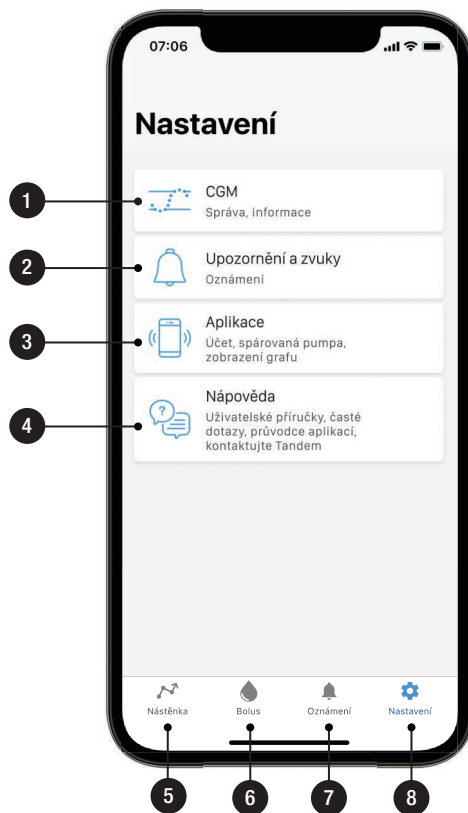 07:06
Nastavení
1
CGM
Správa, informace
2
Upozornění a zvuky
Oznámení
3
Aplikace
Účet, spárovaná pumpa,
zobrazení grafu
4
Nápověda
Uživatelské příručky, časté
dotazy, průvodce aplikací,
kontaktujte Tandem
?
Nástěnka Bolus Oznámení Nastavení
5 6 7 8